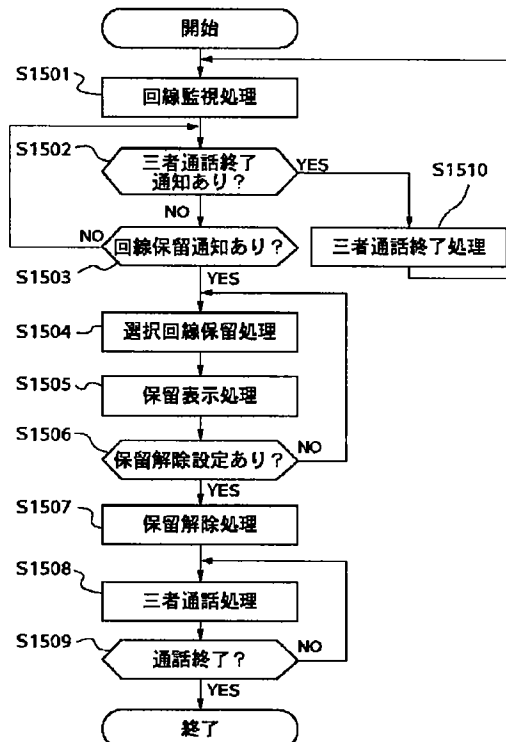 開始
S1501
回線監視処理
S1502
三者通話終了
通知あり？
YES
S1510
NO
三者通話終了処理
NO
回線保留通知あり？
S1503
YES
S1504
選択回線保留処理
S1505
保留表示処理
S1506
保留解除設定あり？
NO
YES
S1507
保留解除処理
S1508
三者通話処理
S1509
通話終了？
NO
YES
終了